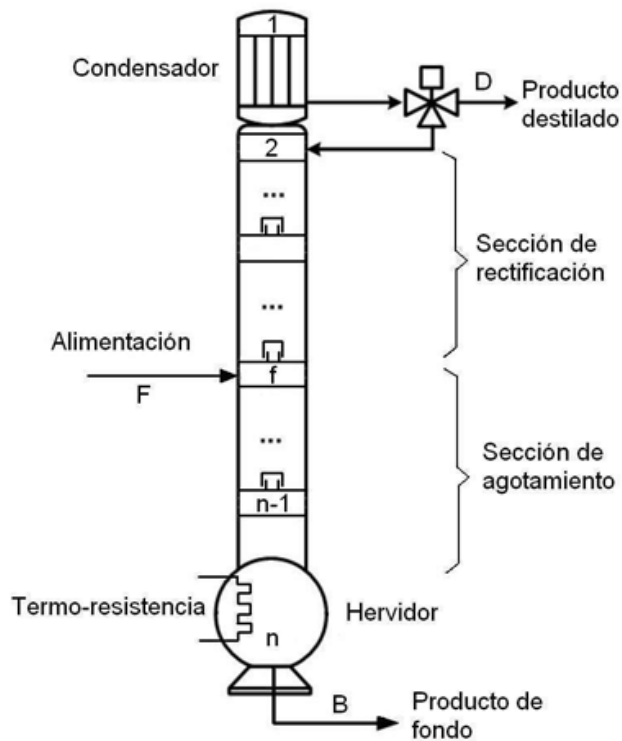 1
Condensador
D
Producto
destilado
2
...
Sección de
rectificación
...
Alimentación
F
f
...
Sección de
agotamiento
n-1
Termo-resistencia
Hervidor
n
B
Producto de
fondo